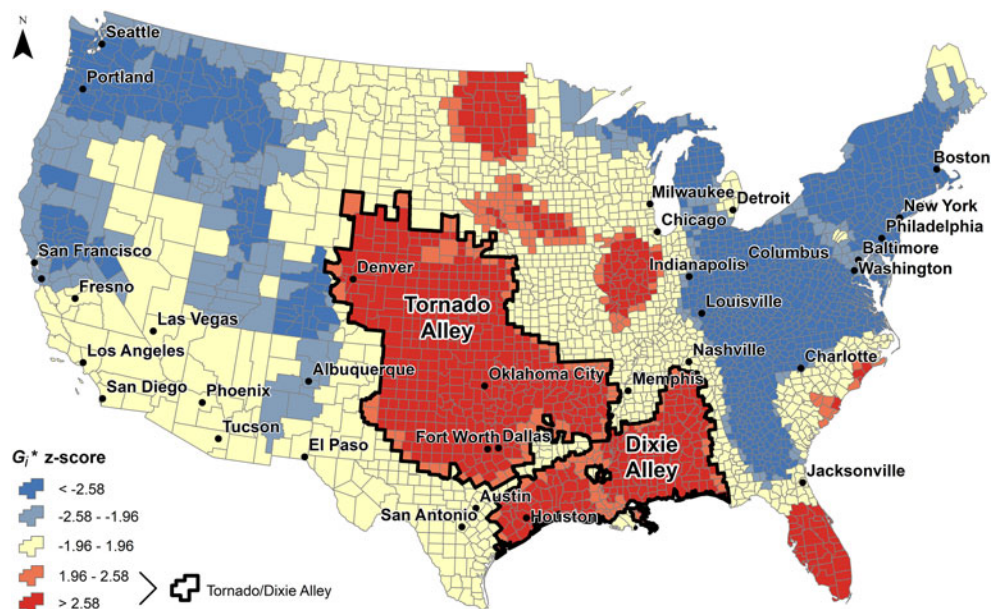 N
Seattle
Portland
Boston
Milwaukee
Detroit
New York
Chicago
Philadelphia
San Francisco
Columbus
Baltimore
Indianapolis
Washington
Denver
Fresno
Tornado
Alley
Louisville
Las Vegas
Nashville
Charlotte
Los Angeles
Albuquerque
Oklahoma City
Memphis
San Diego
Phoenix
Tucson
El Paso
Fort Worth
Dallas
Dixie
Alley
Gi* z-score
Jacksonville
< -2.58
Austin
-2.58 - -1.96
San Antonio
Houston
-1.96 - 1.96
1.96 - 2.58
Tornado/Dixie Alley
> 2.58